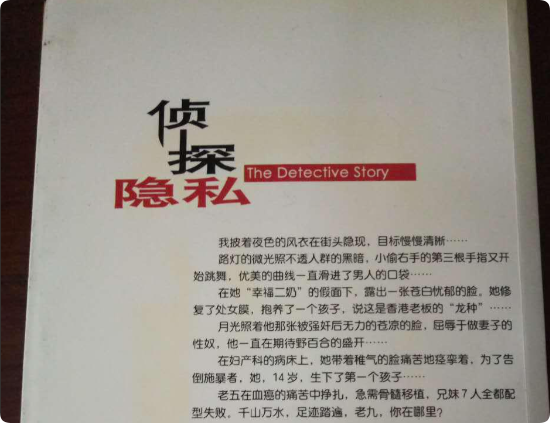 侦
探
隐私 The Detective Story
我披着夜色的风衣在街头隐现，目标慢慢清晰……
路灯的微光照不透人群的黑暗，小偷右手的第三根手指又开
始跳舞，优美的曲线一直滑进了男人的口袋……
在她“幸福二奶”的假面下，露出一张苍白忧郁的脸。她修
复了处女膜，抱养了一个孩子，说这是香港老板的“龙种”……
月光照着他那张被强奸后无力的苍凉的脸，屈辱于做妻子的
性奴，他一直在期待野百合的盛开……
在妇产科的病床上，她带着稚气的脸痛苦地痉挛着，为了告
倒施暴者，她，14岁，生下了第一个孩子……
老五在血癌的痛苦中挣扎，急需骨髓移植，兄妹7人全都配
型失败，千山万水，足迹踏遍，老九，你在哪里？